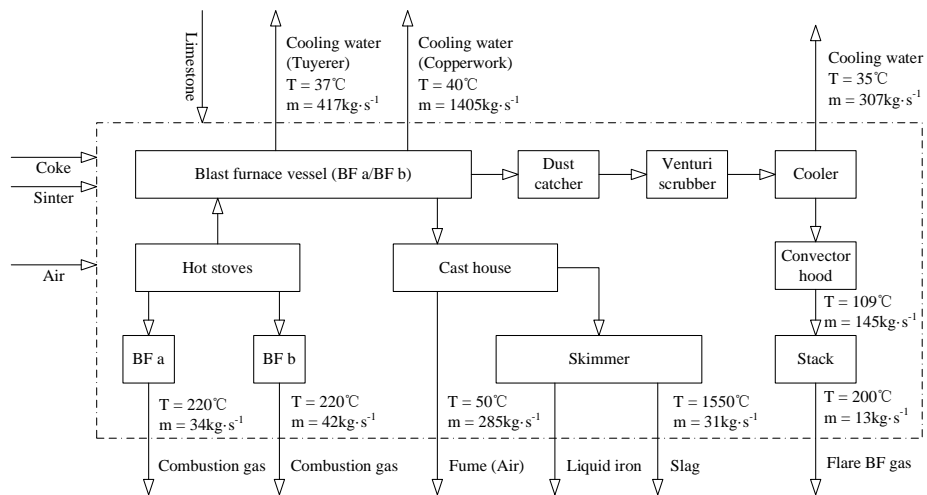 Limestone
Cooling water
(Tuyerer)
T = 37℃
m = 417kg·s⁻¹
Cooling water
(Copperwork)
T = 40℃
m = 1405kg·s⁻¹
Cooling water
T = 35℃
m = 307kg·s⁻¹
Coke
Sinter
Air
Blast furnace vessel (BF a/BF b)
Dust
catcher
Venturi
scrubber
Cooler
Hot stoves
Cast house
Convector
hood
T = 109℃
m = 145kg·s⁻¹
BF a
BF b
Skimmer
Stack
T = 220℃
m = 34kg·s⁻¹
T = 220℃
m = 42kg·s⁻¹
T = 50℃
m = 285kg·s⁻¹
T = 1550℃
m = 31kg·s⁻¹
T = 200℃
m = 13kg·s⁻¹
Combustion gas
Combustion gas
Fume (Air)
Liquid iron
Slag
Flare BF gas